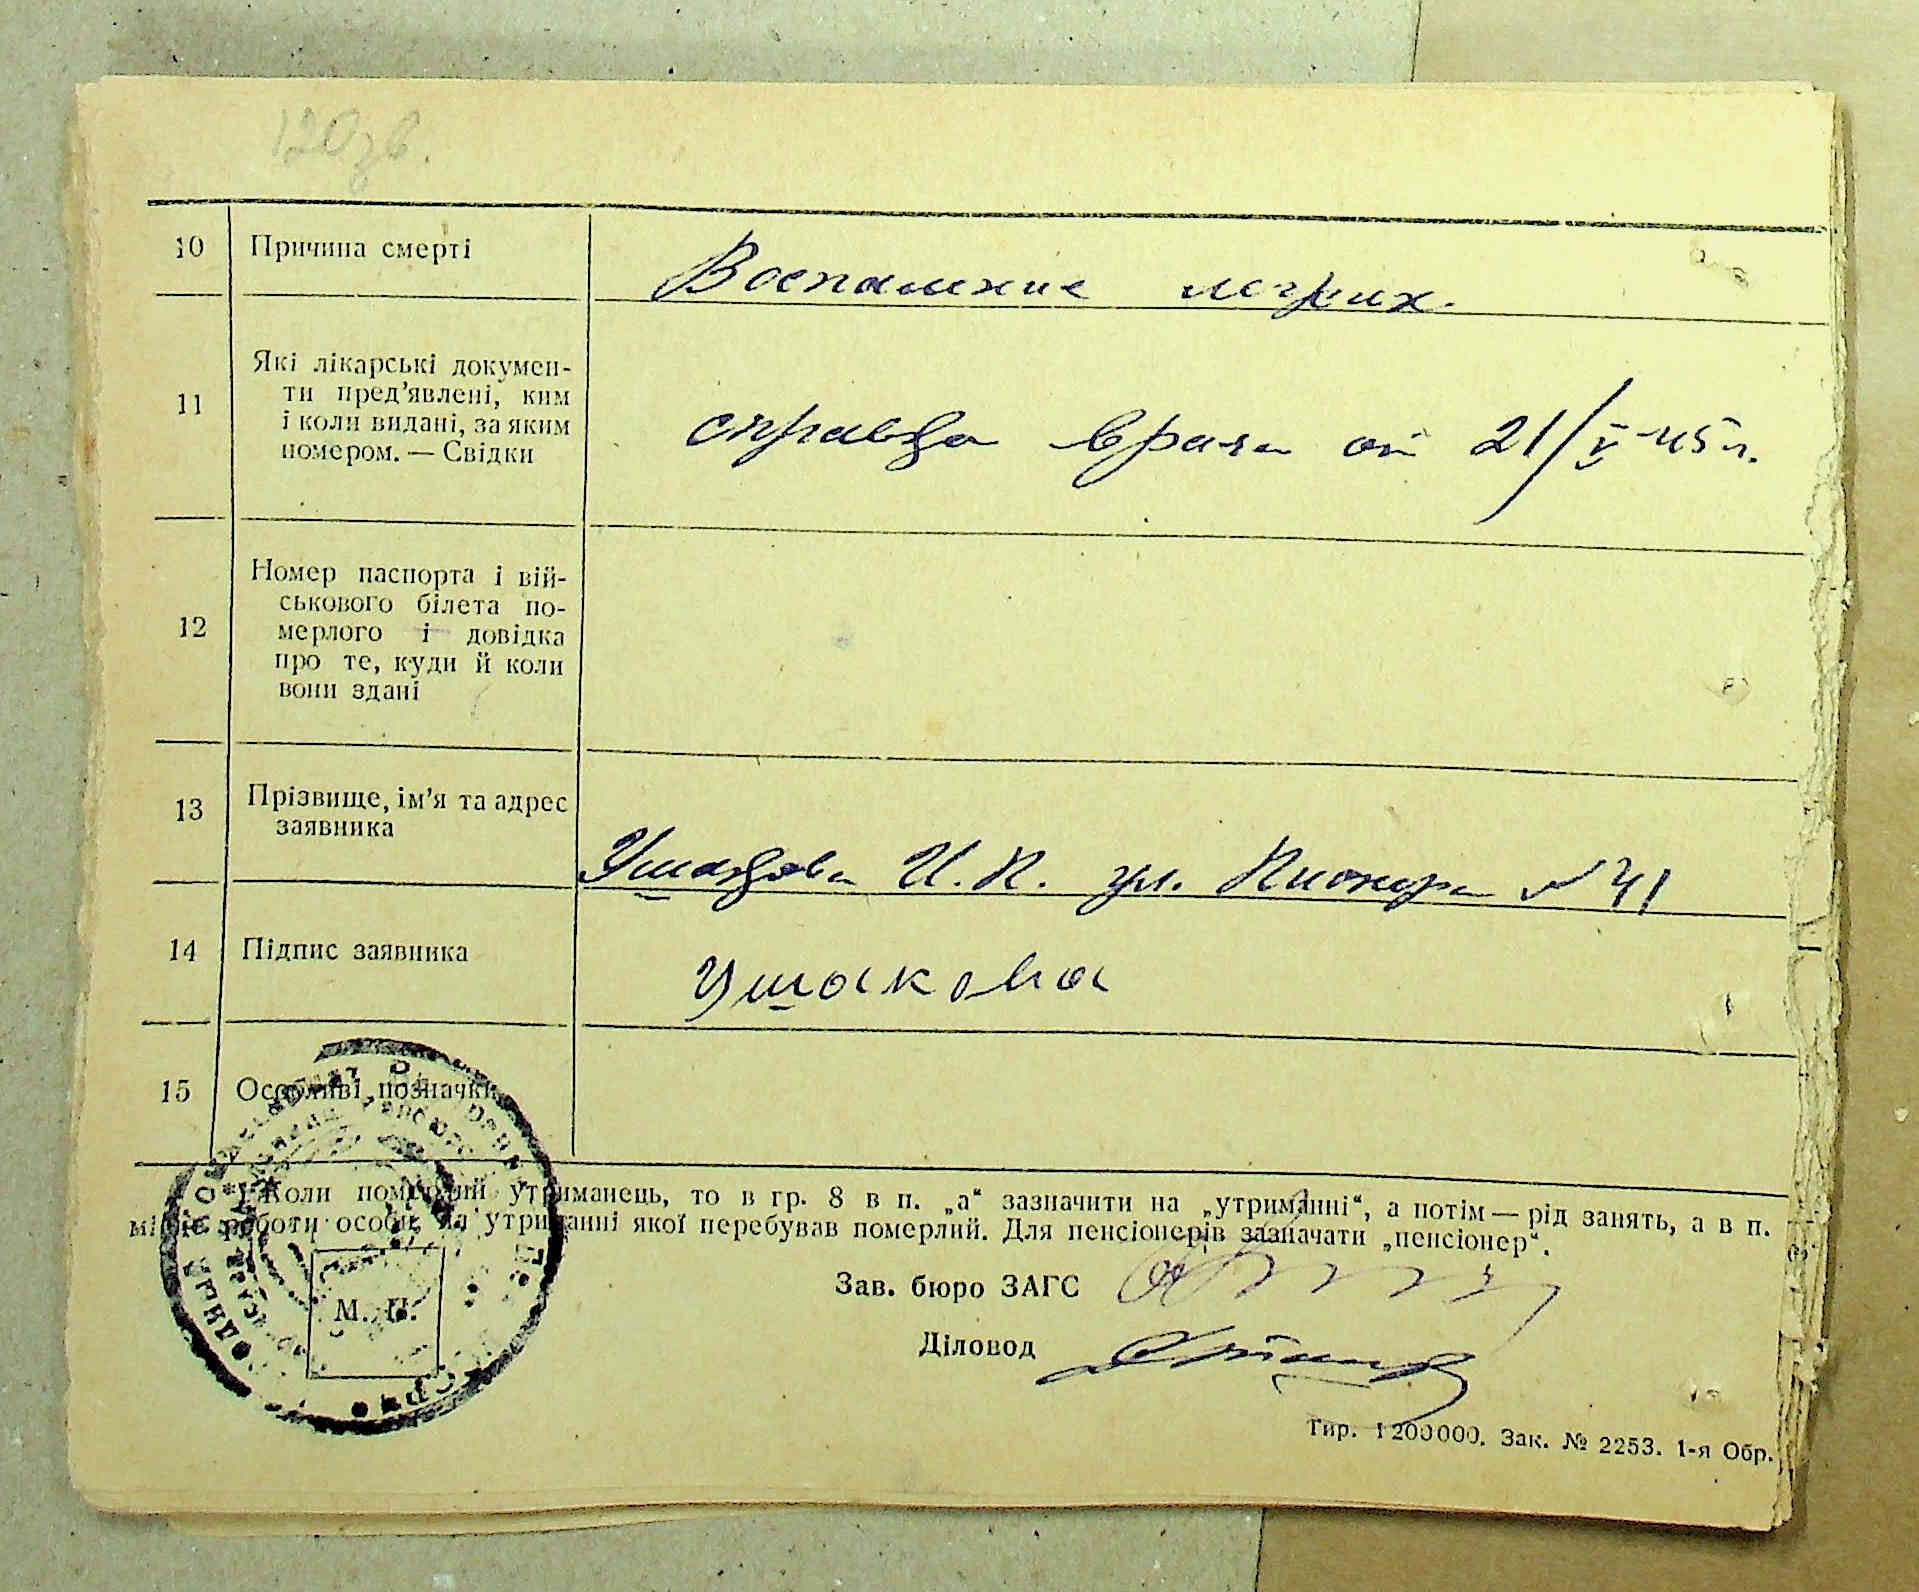 120зв.
10 Причина смерті Воспаление легких.
11 Які лікарські докумен-
ти пред'явлені, ким
і коли видані, за яким
номером. — Свідки
справка врача от 21/V-45 г.
12 Номер паспорта і вій-
ськового білета по-
мерлого і довідка
про те, куди й коли
вони здані
13 Прізвище, ім'я та адрес
заявника
Ушакова И. П. ул. Пионера № 41
14 Підпис заявника Ушакова
15 Особливі позначки
Коли померлий утриманець, то в гр. 8 в п. „а“ зазначити на „утриманні“, а потім — рід занять, а в п.
місце роботи особи, на утриманні якої перебував померлий. Для пенсіонерів зазначати „пенсіонер“.
Зав. бюро ЗАГС
Діловод
М. П.
Тир. 1200000. Зак. № 2253. 1-я Обр.